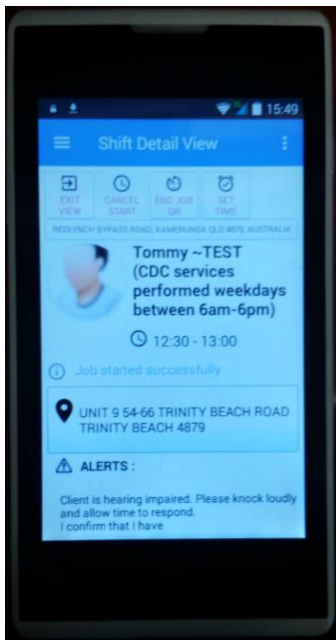 15:49
Shift Detail View
EXIT VIEW
CANCEL START
END JOB QR
SET TIME
REDLYNCH BYPASS ROAD, KAMERUNGA QLD 4870, AUSTRALIA
Tommy ~TEST
(CDC services
performed weekdays
between 6am-6pm)
12:30 - 13:00
Job started successfully
UNIT 9 54-66 TRINITY BEACH ROAD
TRINITY BEACH 4879
ALERTS :
Client is hearing impaired. Please knock loudly
and allow time to respond.
I confirm that I have